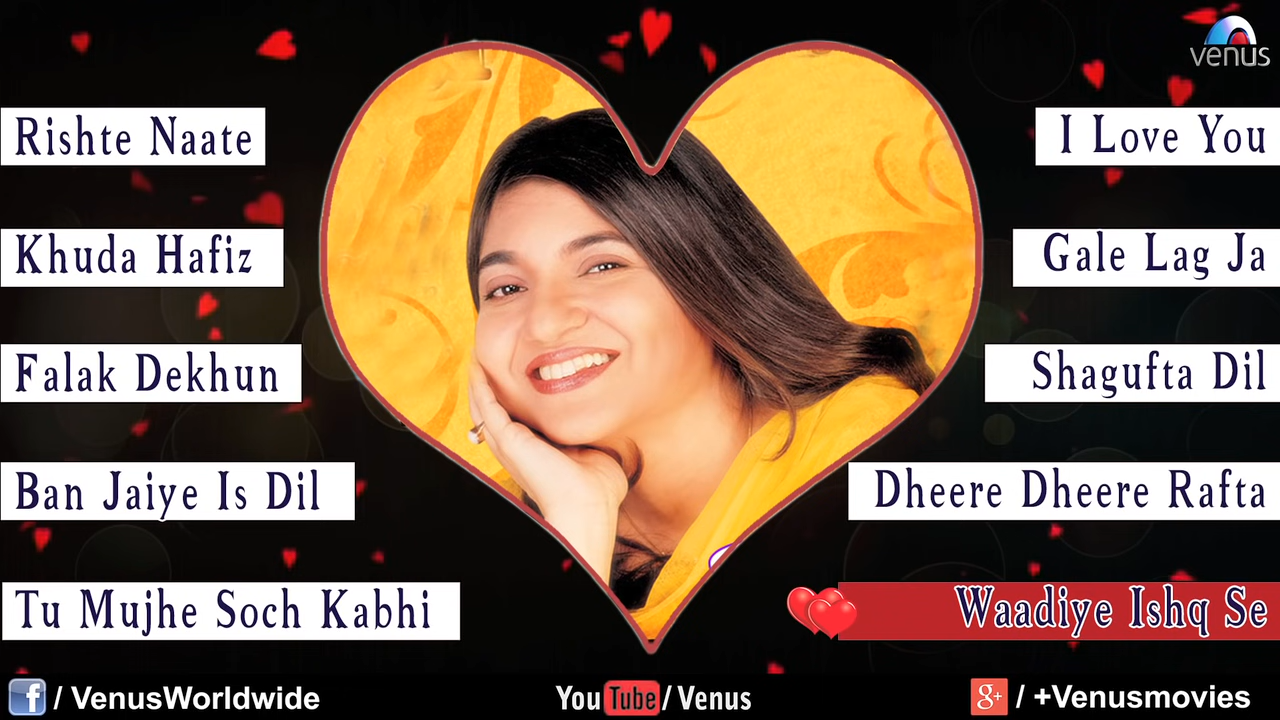 venus
Rishte Naate
I Love You
Khuda Hafiz
Gale Lag Ja
Falak Dekhun
Shagufta Dil
Ban Jaiye Is Dil
Dheere Dheere Rafta
Tu Mujhe Soch Kabhi
Waadiye Ishq Se
f / VenusWorldwide
YouTube / Venus
g+ / +Venusmovies